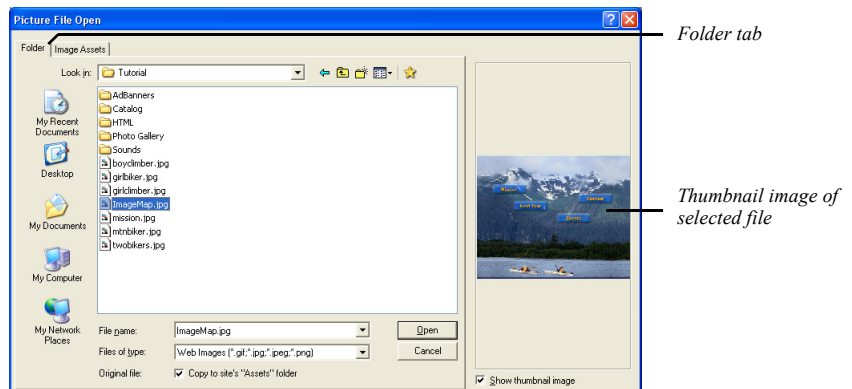 Picture File Open
Folder tab
Folder
Image Assets
Look in:
Tutorial
My Recent
Documents
Desktop
My Documents
My Computer
My Network
Places
AdBanners
Catalog
HTML
Photo Gallery
Sounds
boyclimber.jpg
girlbiker.jpg
girlclimber.jpg
ImageMap.jpg
mission.jpg
mtnbiker.jpg
twobikers.jpg
Thumbnail image of
selected file
File name:
ImageMap.jpg
Open
Files of type:
Web Images (*.gif;*.jpg;*.jpeg;*.png)
Cancel
Original file:
Copy to site's "Assets" folder
Show thumbnail image